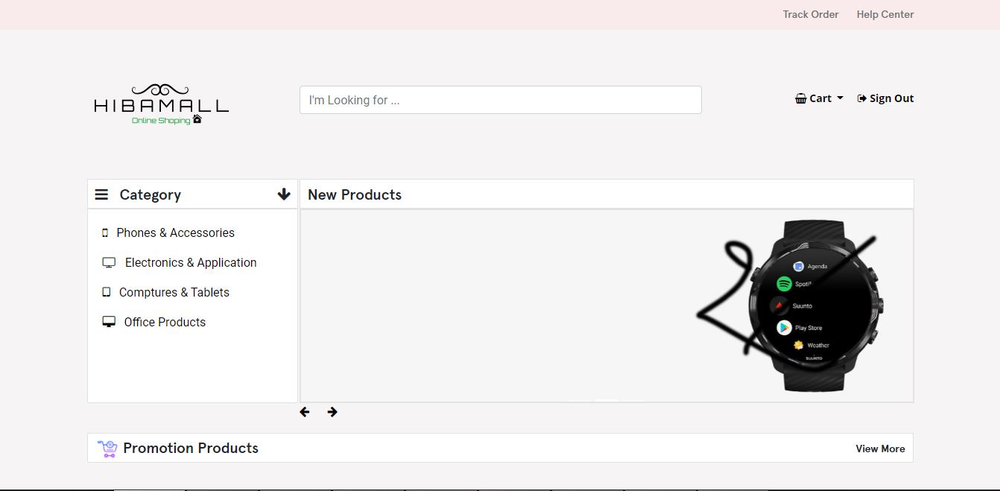 Track Order Help Center
HIBAMALL
Online Shoping
I'm Looking for ...
Cart Sign Out
Category
New Products
Phones & Accessories
Electronics & Application
Comptures & Tablets
Office Products
Agenda
Spotify
Suunto
Play Store
Weather
SUUNTO
Promotion Products
View More